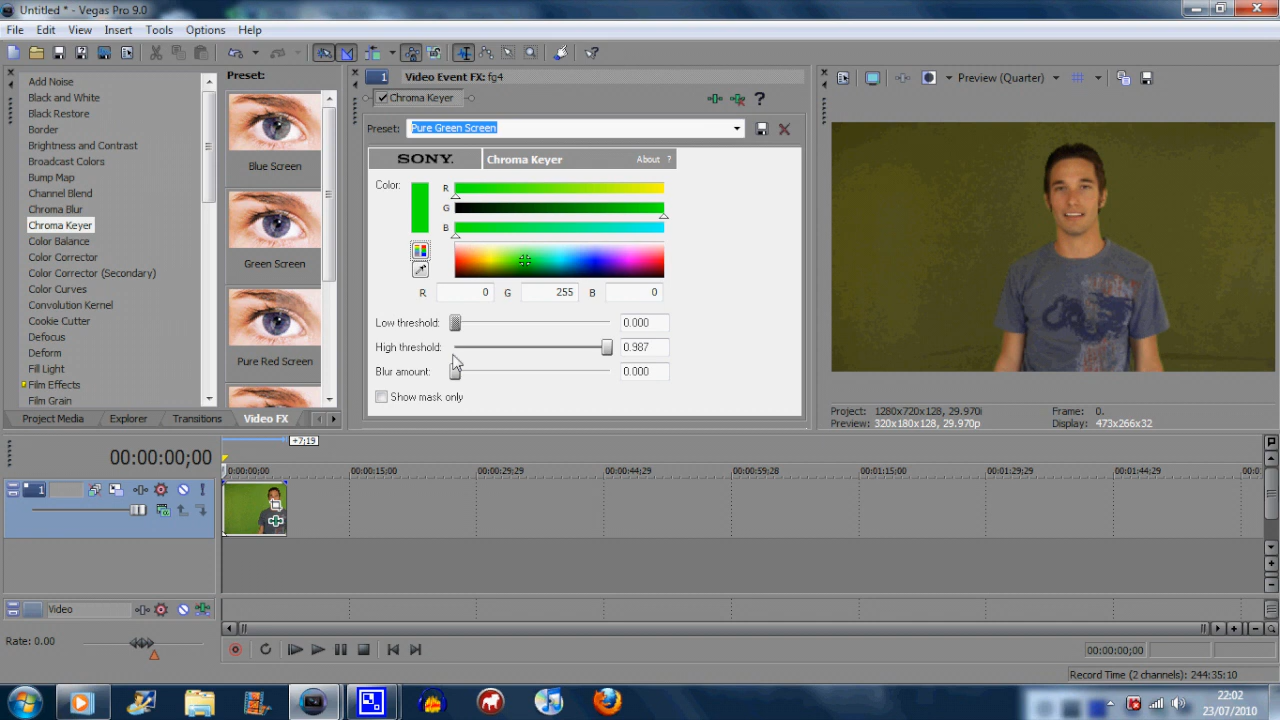 Untitled * - Vegas Pro 9.0
File Edit View Insert Tools Options Help
Add Noise
Black and White
Black Restore
Border
Brightness and Contrast
Broadcast Colors
Bump Map
Channel Blend
Chroma Blur
Chroma Keyer
Color Balance
Color Corrector
Color Corrector (Secondary)
Color Curves
Convolution Kernel
Cookie Cutter
Defocus
Deform
Fill Light
Film Effects
Film Grain
Project Media Explorer Transitions Video FX
Preset:
Blue Screen
Green Screen
Pure Red Screen
1 Video Event FX: fg4
Chroma Keyer
Preset: Pure Green Screen
SONY. Chroma Keyer About ?
Color:
R
G
B
R 0 G 255 B 0
Low threshold: 0.000
High threshold: 0.987
Blur amount: 0.000
Show mask only
Preview (Quarter)
Project: 1280x720x128, 29.970i
Preview: 320x180x128, 29.970p
Frame: 0.
Display: 473x266x32
+7;19
00:00:00;00
0:00:00;00 00:00:15;00 00:00:29;29 00:00:44;29 00:00:59;28 00:01:15;00 00:01:29;29 00:01:44;29 00:0
1
Video
Rate: 0.00
00:00:00;00
Record Time (2 channels): 244:35:10
22:02
23/07/2010